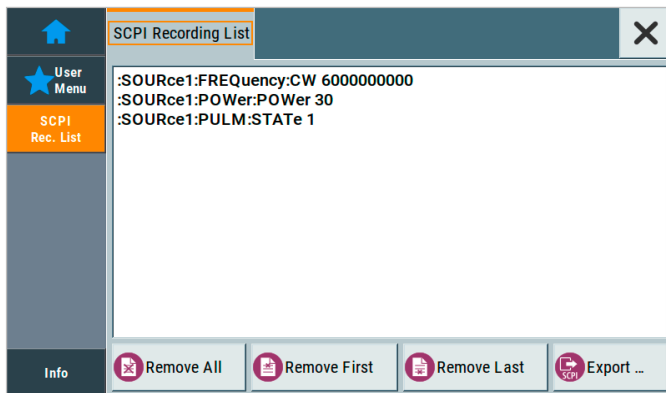 SCPI Recording List
User
Menu
SCPI
Rec. List
:SOURce1:FREQuency:CW 6000000000
:SOURce1:POWer:POWer 30
:SOURce1:PULM:STATe 1
Info
Remove All
Remove First
Remove Last
SCPI
Export ...